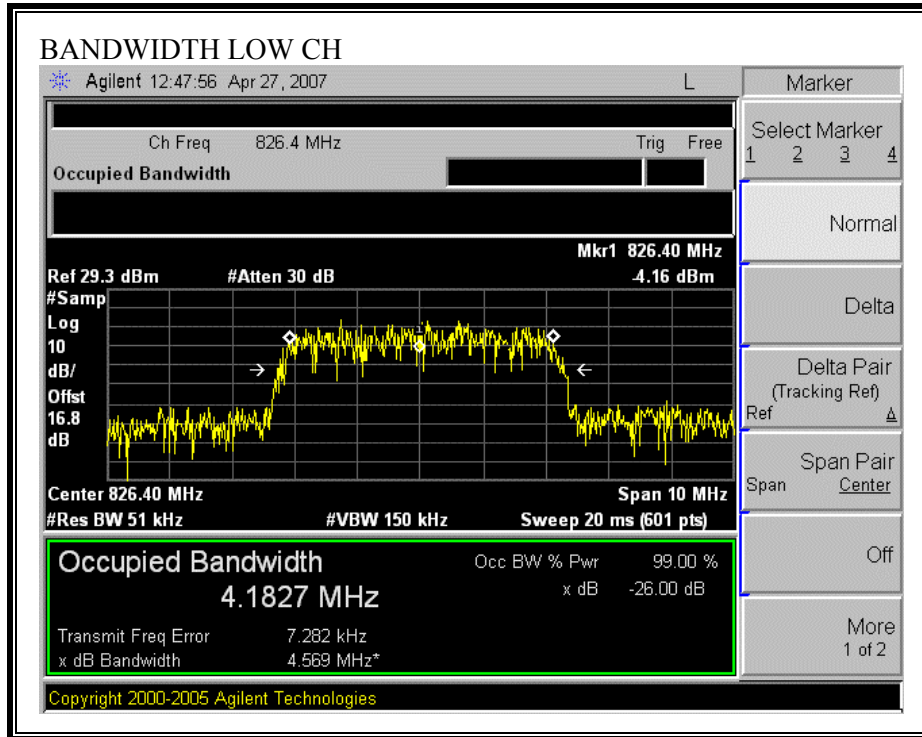 BANDWIDTH LOW CH
Agilent 12:47:56 Apr 27, 2007 L
Ch Freq 826.4 MHz Trig Free
Occupied Bandwidth
Mkr1 826.40 MHz
Ref 29.3 dBm #Atten 30 dB -4.16 dBm
#Samp
Log
10
dB/
Offst
16.8
dB
1
Center 826.40 MHz Span 10 MHz
#Res BW 51 kHz #VBW 150 kHz Sweep 20 ms (601 pts)
Occupied Bandwidth Occ BW % Pwr 99.00 %
4.1827 MHz x dB -26.00 dB
Transmit Freq Error 7.282 kHz
x dB Bandwidth 4.569 MHz*
Copyright 2000-2005 Agilent Technologies
Marker
Select Marker
1 2 3 4
Normal
Delta
Delta Pair
(Tracking Ref)
Ref Δ
Span Pair
Span Center
Off
More
1 of 2